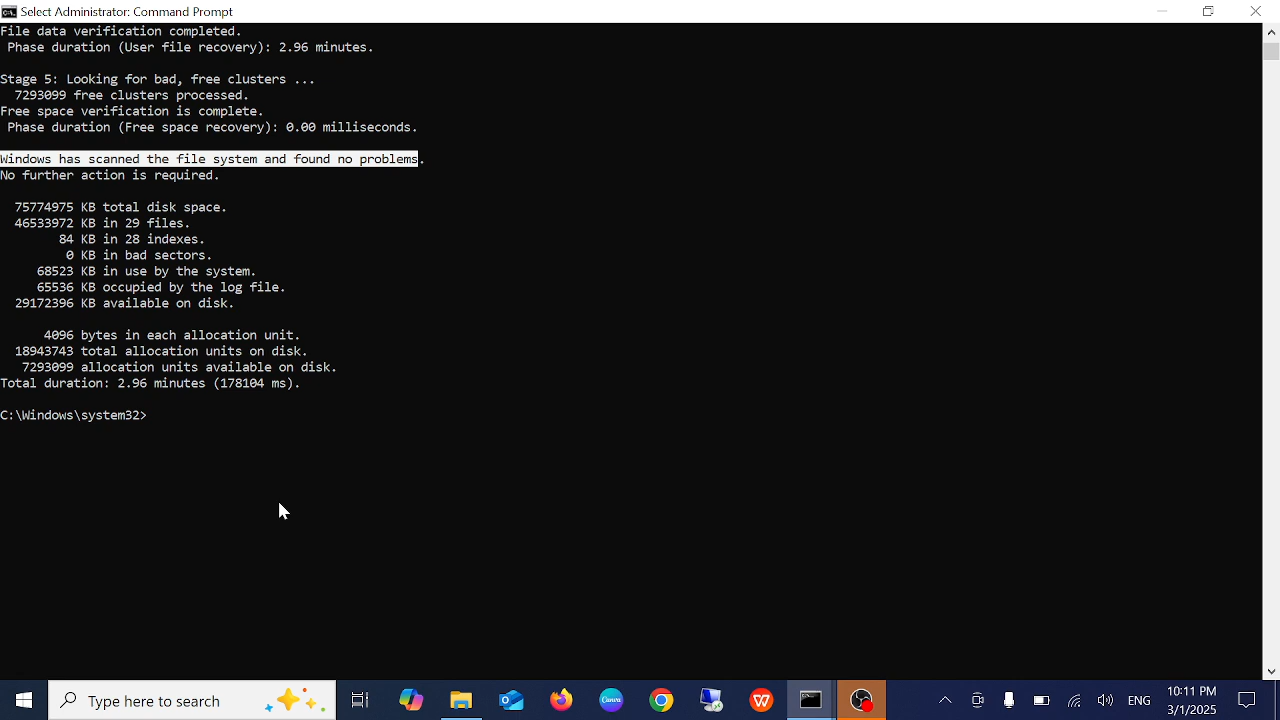 Select Administrator: Command Prompt
File data verification completed.
Phase duration (User file recovery): 2.96 minutes.
Stage 5: Looking for bad, free clusters ...
7293099 free clusters processed.
Free space verification is complete.
Phase duration (Free space recovery): 0.00 milliseconds.
Windows has scanned the file system and found no problems.
No further action is required.
75774975 KB total disk space.
46533972 KB in 29 files.
84 KB in 28 indexes.
0 KB in bad sectors.
68523 KB in use by the system.
65536 KB occupied by the log file.
29172396 KB available on disk.
4096 bytes in each allocation unit.
18943743 total allocation units on disk.
7293099 allocation units available on disk.
Total duration: 2.96 minutes (178104 ms).
C:\Windows\system32>
Type here to search
Canva
ENG
10:11 PM
3/1/2025